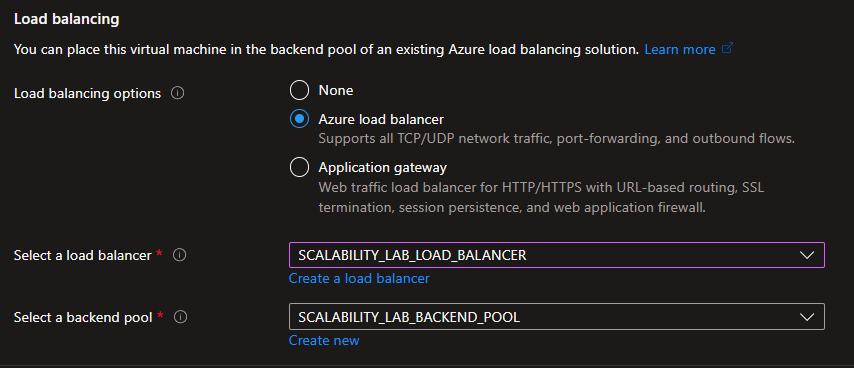 Load balancing
You can place this virtual machine in the backend pool of an existing Azure load balancing solution. Learn more
Load balancing options
None
Azure load balancer
Supports all TCP/UDP network traffic, port-forwarding, and outbound flows.
Application gateway
Web traffic load balancer for HTTP/HTTPS with URL-based routing, SSL
termination, session persistence, and web application firewall.
Select a load balancer *
SCALABILITY_LAB_LOAD_BALANCER
Create a load balancer
Select a backend pool *
SCALABILITY_LAB_BACKEND_POOL
Create new